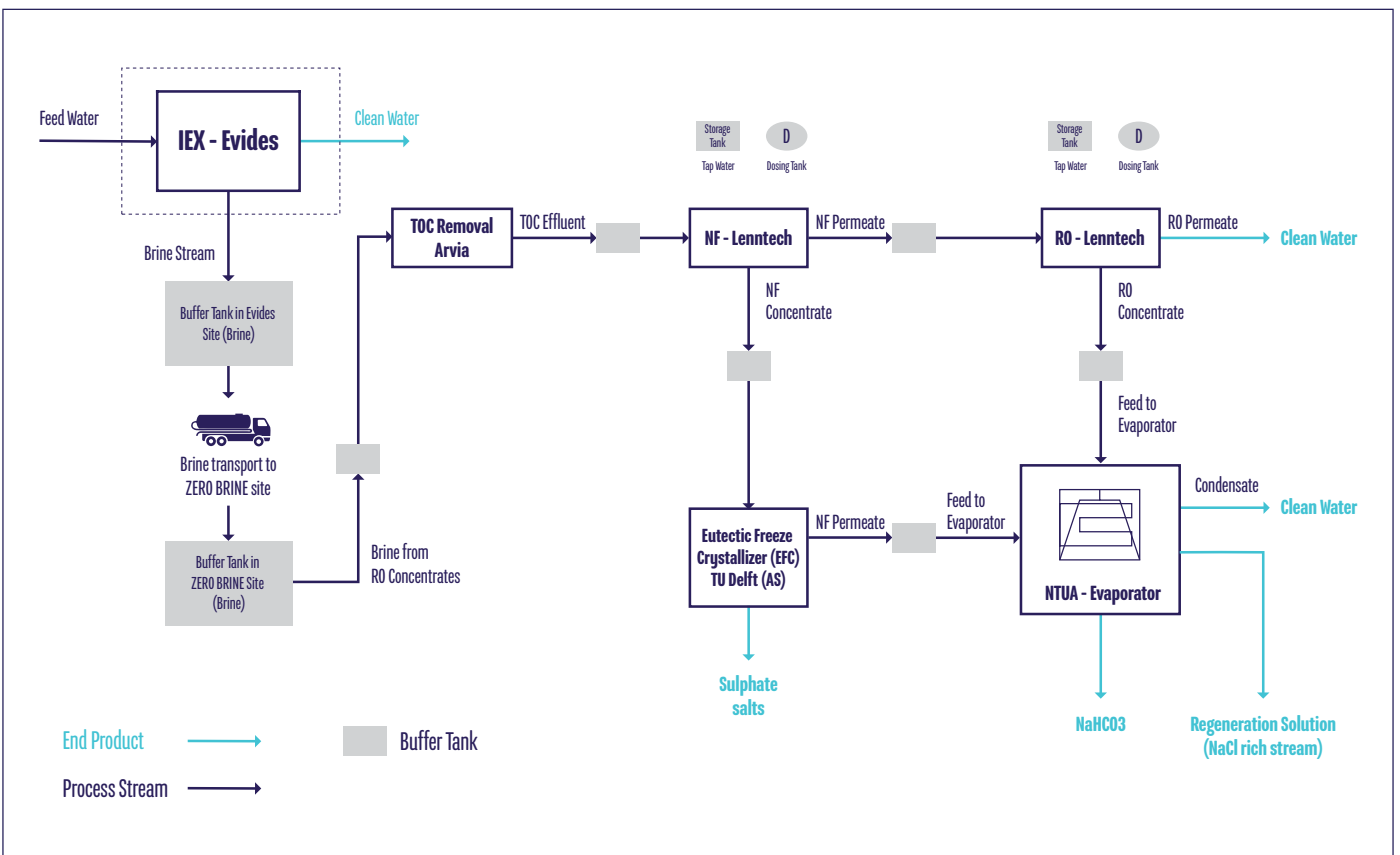 Feed Water
IEX - Evides
Clean Water
Brine Stream
Buffer Tank in Evides
Site (Brine)
Brine transport to
ZERO BRINE site
Buffer Tank in
ZERO BRINE Site
(Brine)
Brine from
RO Concentrates
TOC Removal
Arvia
TOC Effluent
Storage
Tank
Tap Water
D
Dosing Tank
NF - Lenntech
NF Permeate
NF
Concentrate
Storage
Tank
Tap Water
D
Dosing Tank
RO - Lenntech
RO Permeate
Clean Water
RO
Concentrate
Feed to
Evaporator
Eutectic Freeze
Crystallizer (EFC)
TU Delft (AS)
NF Permeate
Feed to
Evaporator
NTUA - Evaporator
Condensate
Clean Water
Sulphate
salts
NaHCO3
Regeneration Solution
(NaCl rich stream)
End Product
Buffer Tank
Process Stream